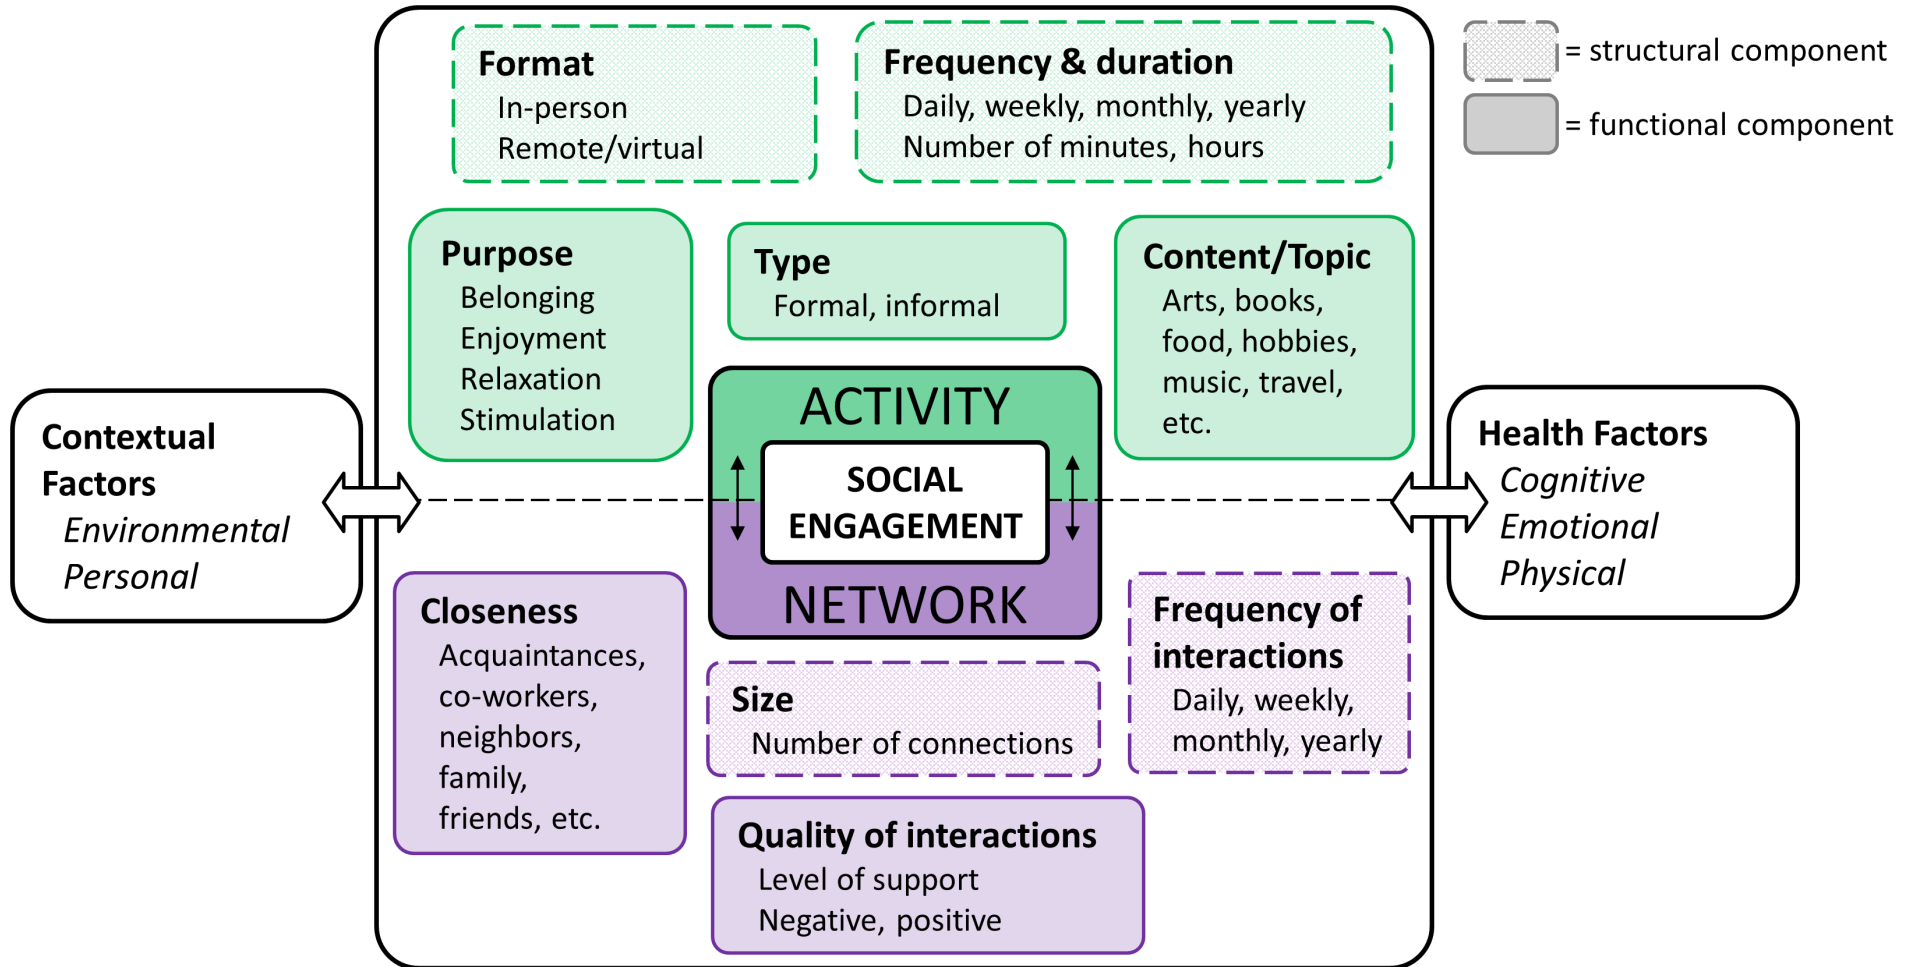 Format
In-person
Remote/virtual
Frequency & duration
Daily, weekly, monthly, yearly
Number of minutes, hours
= structural component
= functional component
Purpose
Belonging
Enjoyment
Relaxation
Stimulation
Type
Formal, informal
Content/Topic
Arts, books,
food, hobbies,
music, travel,
etc.
Contextual
Factors
Environmental
Personal
ACTIVITY
SOCIAL
ENGAGEMENT
NETWORK
Health Factors
Cognitive
Emotional
Physical
Closeness
Acquaintances,
co-workers,
neighbors,
family,
friends, etc.
Size
Number of connections
Frequency of
interactions
Daily, weekly,
monthly, yearly
Quality of interactions
Level of support
Negative, positive